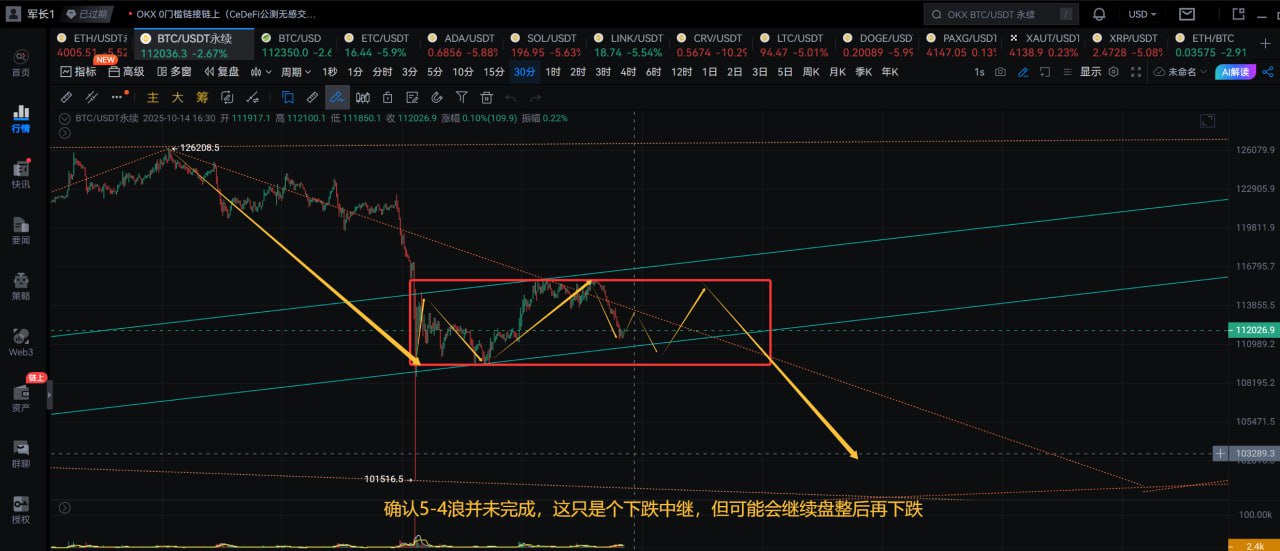 军长1 已过期 • OKX 0门槛链接链上（CeDeFi公测无感交... OKX BTC/USDT 永续 / USD
ETH/USDT BTC/USDT永续 BTC/USD ETC/USDT ADA/USDT SOL/USDT LINK/USDT CRV/USDT LTC/USDT DOGE/USD PAXG/USD XAUT/USD XRP/USDT ETH/BTC
4005.51 -5.52 112036.3 -2.67% 112350.0 -2.6 16.44 -5.9% 0.6856 -5.88% 196.95 -5.63% 18.74 -5.54% 0.5674 -10.29 94.47 -5.01% 0.20089 -5.99 4147.05 0.13% 4138.9 0.23% 2.4728 -5.08% 0.03575 -2.91
NEW
指标 高级 多窗 复盘 周期 1秒 1分 分时 3分 5分 10分 15分 30分 1时 2时 3时 4时 6时 12时 1日 2日 3日 5日 周K 月K 季K 年K 1s 显示 未命名 AI解读
主 大 筹
BTC/USDT永续 2025-10-14 16:30 开 111917.1 高 112100.1 低 111850.1 收 112026.9 涨幅 0.10%(109.9) 振幅 0.22%
首页
行情
快讯
要闻
策略
Web3
链上
资产
群聊
授权
126208.5
101516.5
126079.9
122905.9
119811.9
116795.7
113855.5
112026.9
110989.2
108195.2
105471.5
103289.3
100.00K
2.4k
确认5-4浪并未完成，这只是个下跌中继，但可能会继续盘整后再下跌